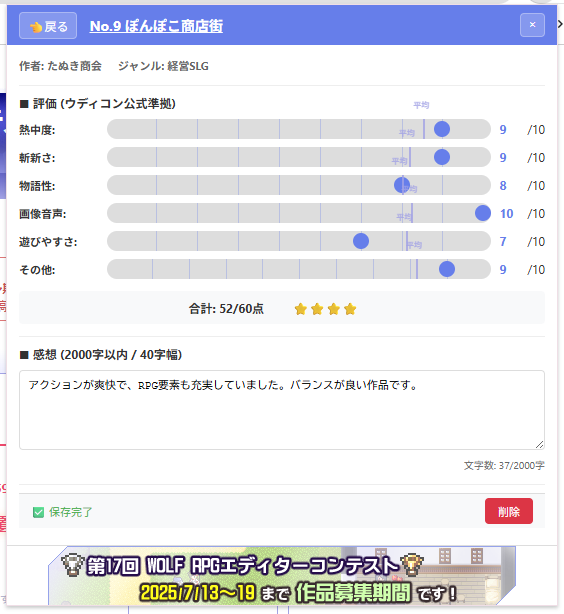 👈戻る No.9 ぽんぽこ商店街 ×
作者: たぬき商会 ジャンル: 経営SLG
■ 評価 (ウディコン公式準拠) 平均
熱中度: 平均 9 /10
斬新さ: 平均 9 /10
物語性: 平均 8 /10
画像音声: 平均 10 /10
遊びやすさ: 平均 7 /10
その他: 9 /10
合計: 52/60点 ⭐⭐⭐⭐
■ 感想 (2000字以内 / 40字幅)
アクションが爽快で、RPG要素も充実していました。バランスが良い作品です。
文字数: 37/2000字
✅ 保存完了 削除
第17回 WOLF RPGエディターコンテスト
2025/7/13～19 まで 作品募集期間 です！